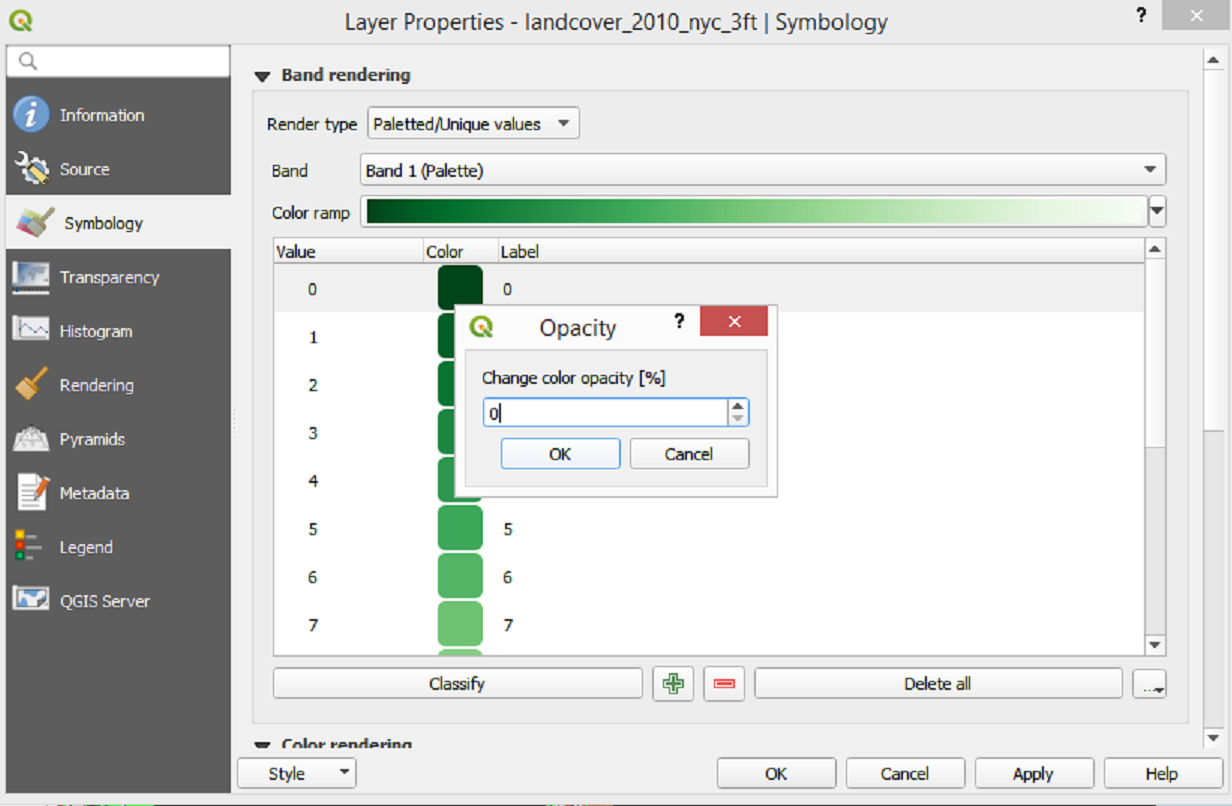 Layer Properties - landcover_2010_nyc_3ft | Symbology
?
Information
Source
Symbology
Transparency
Histogram
Rendering
Pyramids
Metadata
Legend
QGIS Server
Band rendering
Render type Paletted/Unique values
Band Band 1 (Palette)
Color ramp
Value Color Label
0 0
1
2
3
4
5 5
6 6
7 7
Opacity ?
Change color opacity [%]
0
OK Cancel
Classify Delete all ...
Color rendering
Style OK Cancel Apply Help